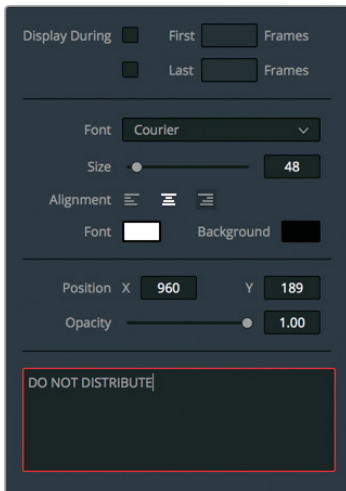 Display During First Frames
Last Frames
Font Courier
Size 48
Alignment
Font Background
Position X 960 Y 189
Opacity 1.00
DO NOT DISTRIBUTE